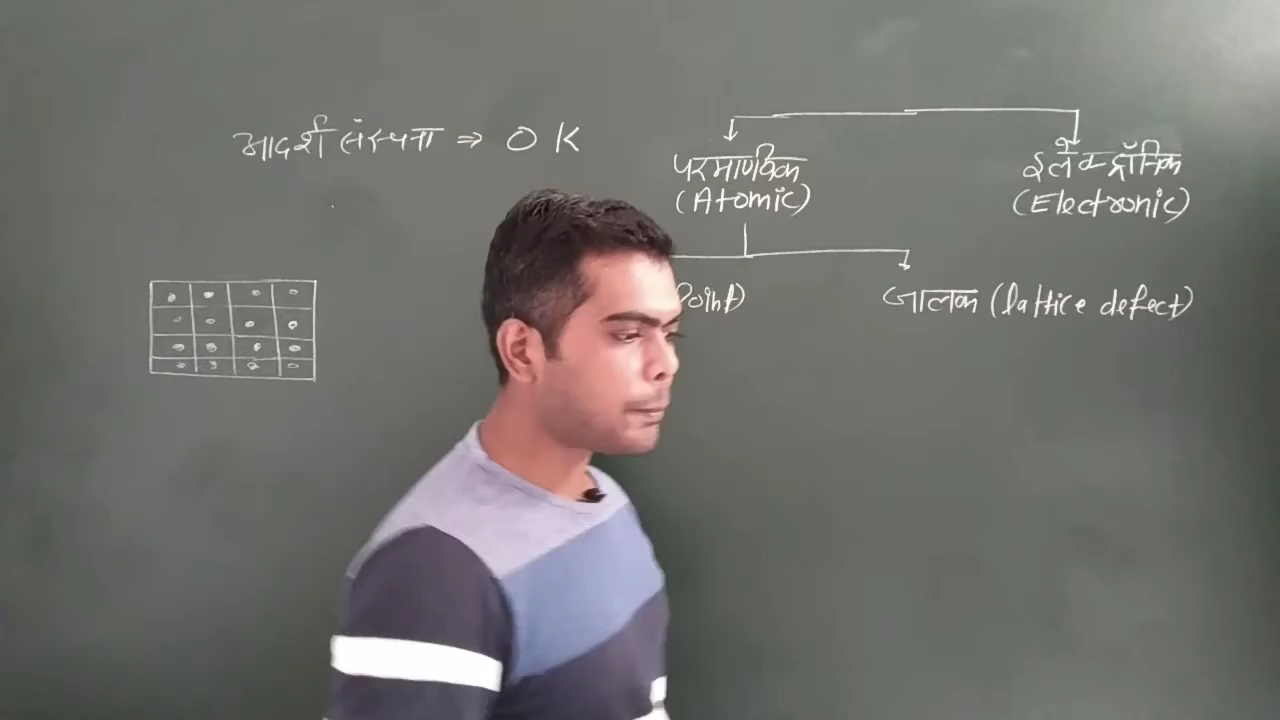 आदर्श संरचना ⇒ 0 K
परमाणविक
(Atomic)
इलेक्ट्रॉनिक
(Electronic)
Point)
जालक (lattice defect)